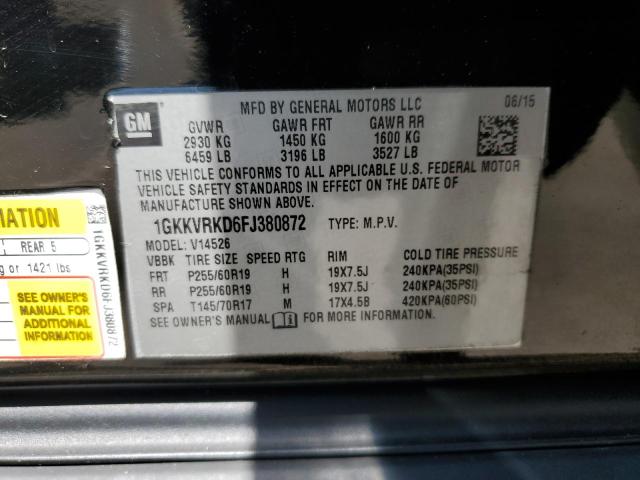 GM
MFD BY GENERAL MOTORS LLC 06/15
GVWR GAWR FRT GAWR RR
2930 KG 1450 KG 1600 KG
6459 LB 3196 LB 3527 LB
THIS VEHICLE CONFORMS TO ALL APPLICABLE U.S. FEDERAL MOTOR
VEHICLE SAFETY STANDARDS IN EFFECT ON THE DATE OF
MANUFACTURE SHOWN ABOVE.
1GKKVRKD6FJ380872 TYPE: M.P.V.
MODEL: V14526
VBBK TIRE SIZE SPEED RTG RIM COLD TIRE PRESSURE
FRT P255/60R19 H 19X7.5J 240KPA(35PSI)
RR P255/60R19 H 19X7.5J 240KPA(35PSI)
SPA T145/70R17 M 17X4.5B 420KPA(60PSI)
SEE OWNER'S MANUAL FOR MORE INFORMATION.
MATION
REAR 5
g or 1421 lbs
SEE OWNER'S
MANUAL FOR
ADDITIONAL
INFORMATION
1GKKVRKD6FJ380872